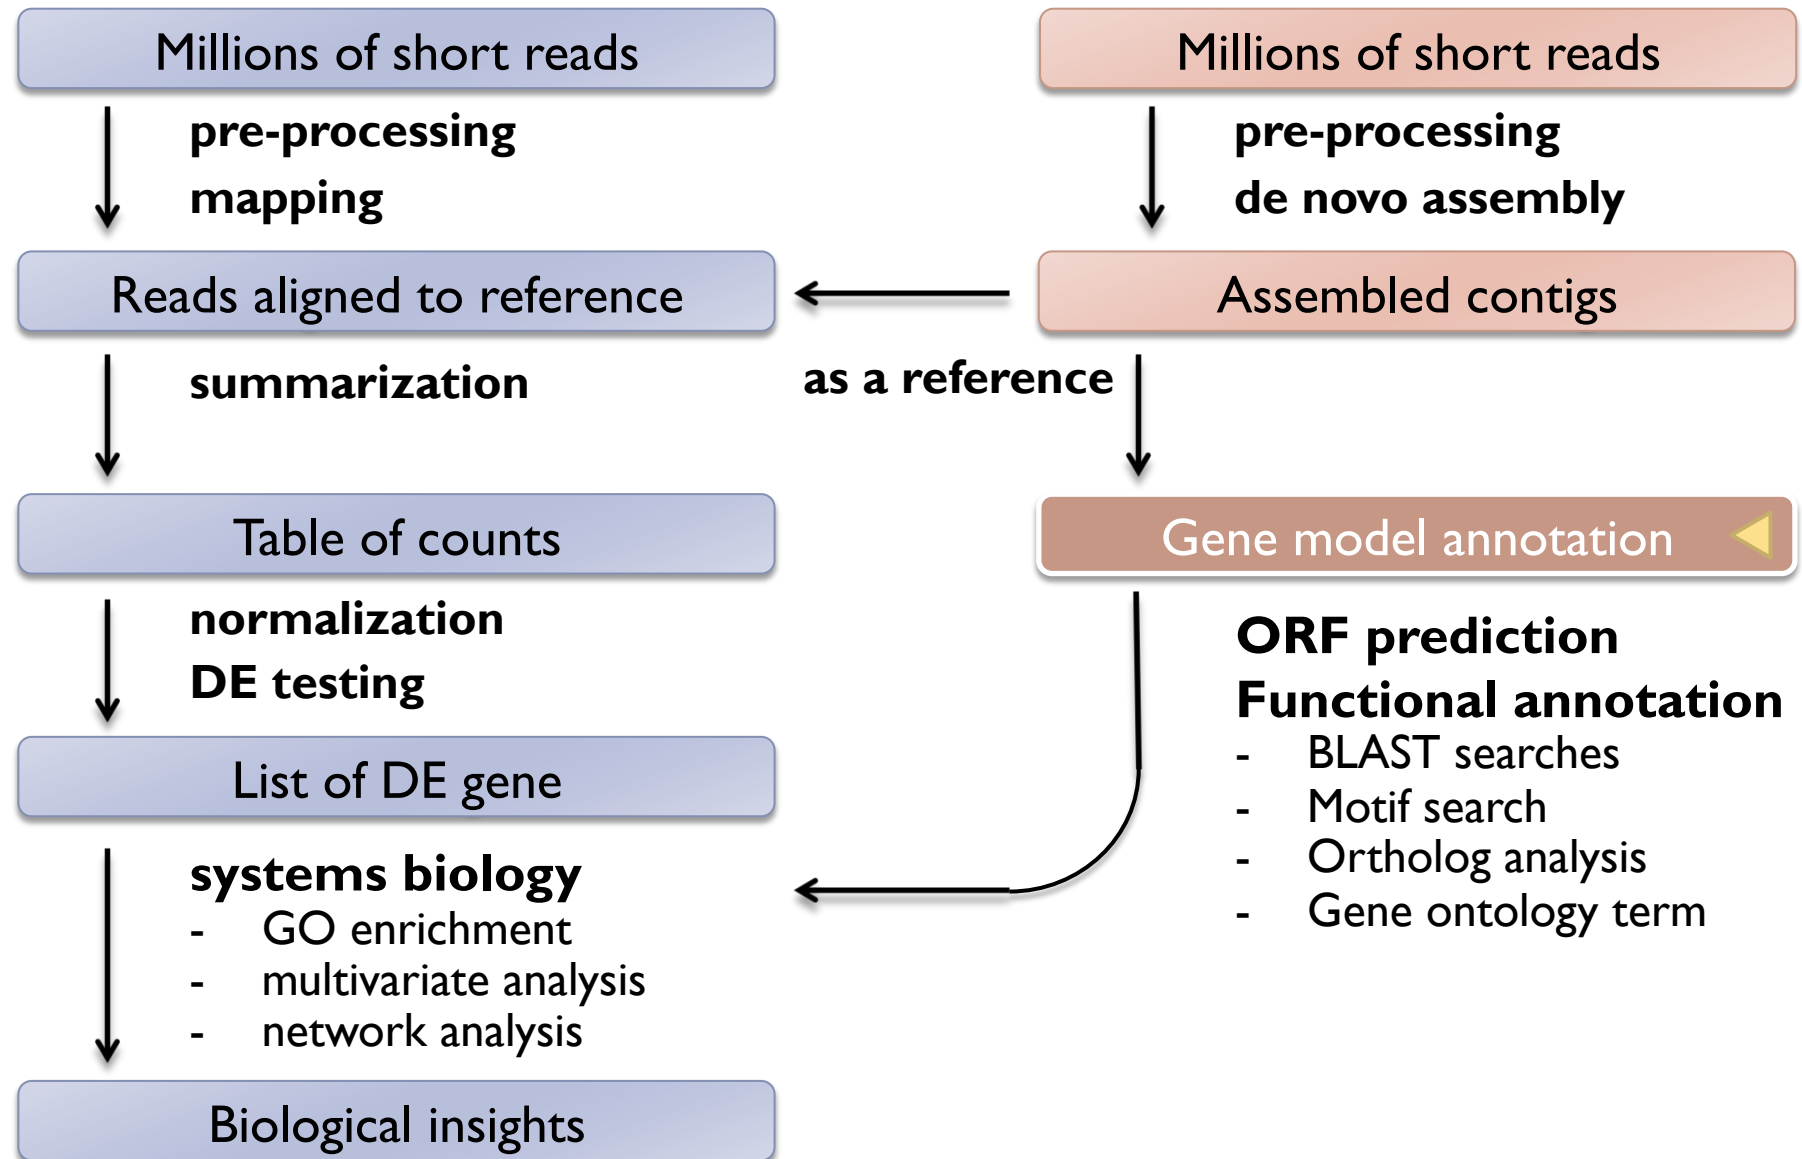 Millions of short reads
pre-processing
mapping
Reads aligned to reference
summarization
Table of counts
normalization
DE testing
List of DE gene
systems biology
- GO enrichment
- multivariate analysis
- network analysis
Biological insights
Millions of short reads
pre-processing
de novo assembly
Assembled contigs
as a reference
Gene model annotation
ORF prediction
Functional annotation
- BLAST searches
- Motif search
- Ortholog analysis
- Gene ontology term